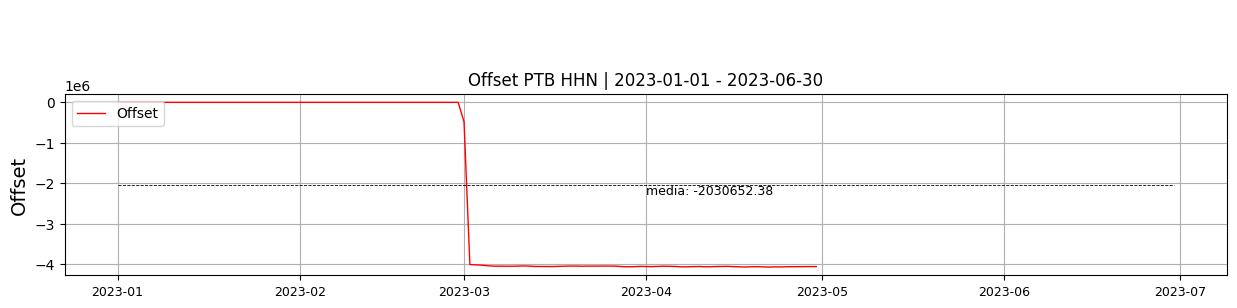 Offset PTB HHN | 2023-01-01 - 2023-06-30
1e6
Offset
0
−1
−2
−3
−4
Offset
media: -2030652.38
2023-01
2023-02
2023-03
2023-04
2023-05
2023-06
2023-07